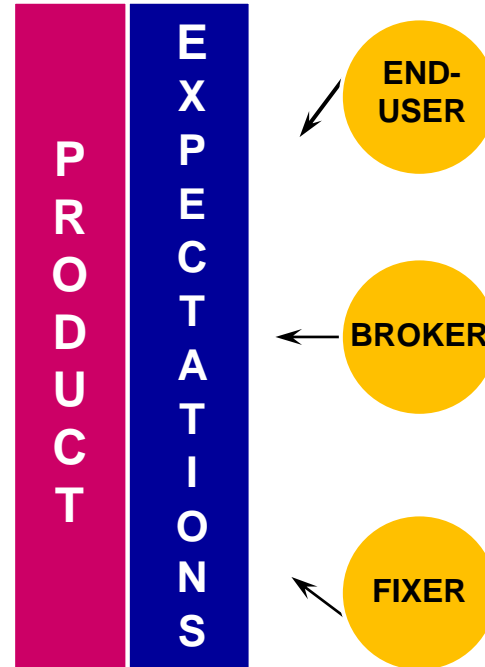 PRODUCT
EXPECTATIONS
END-
USER
BROKER
FIXER